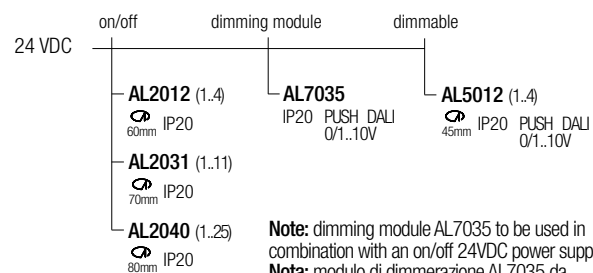 on/off dimming module dimmable
24 VDC
AL2012 (1..4) AL7035 AL5012 (1..4)
60mm IP20 IP20 PUSH DALI 0/1..10V 45mm IP20 PUSH DALI 0/1..10V
AL2031 (1..11)
70mm IP20
AL2040 (1..25)
80mm IP20
Note: dimming module AL7035 to be used in
combination with an on/off 24VDC power supp
Nota: modulo di dimmerazione AL7035 da